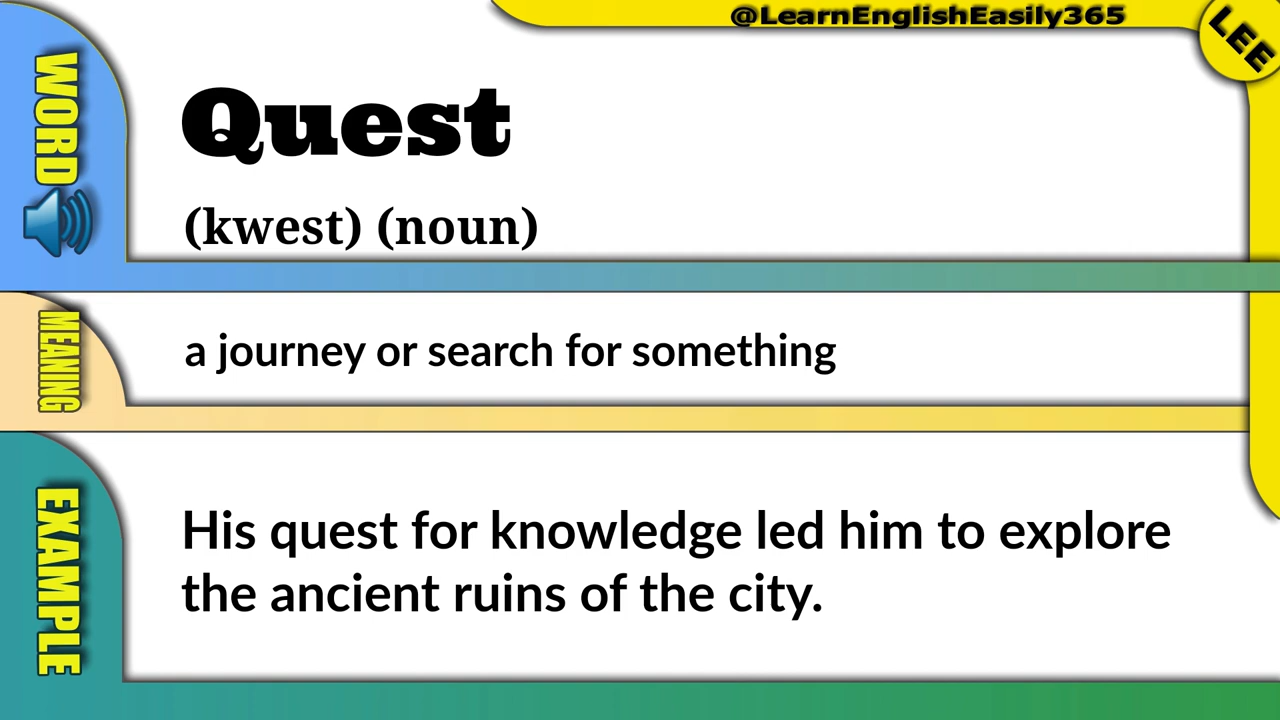 @LearnEnglishEasily365
LEE
WORD
Quest
(kwest) (noun)
MEANING
a journey or search for something
EXAMPLE
His quest for knowledge led him to explore
the ancient ruins of the city.